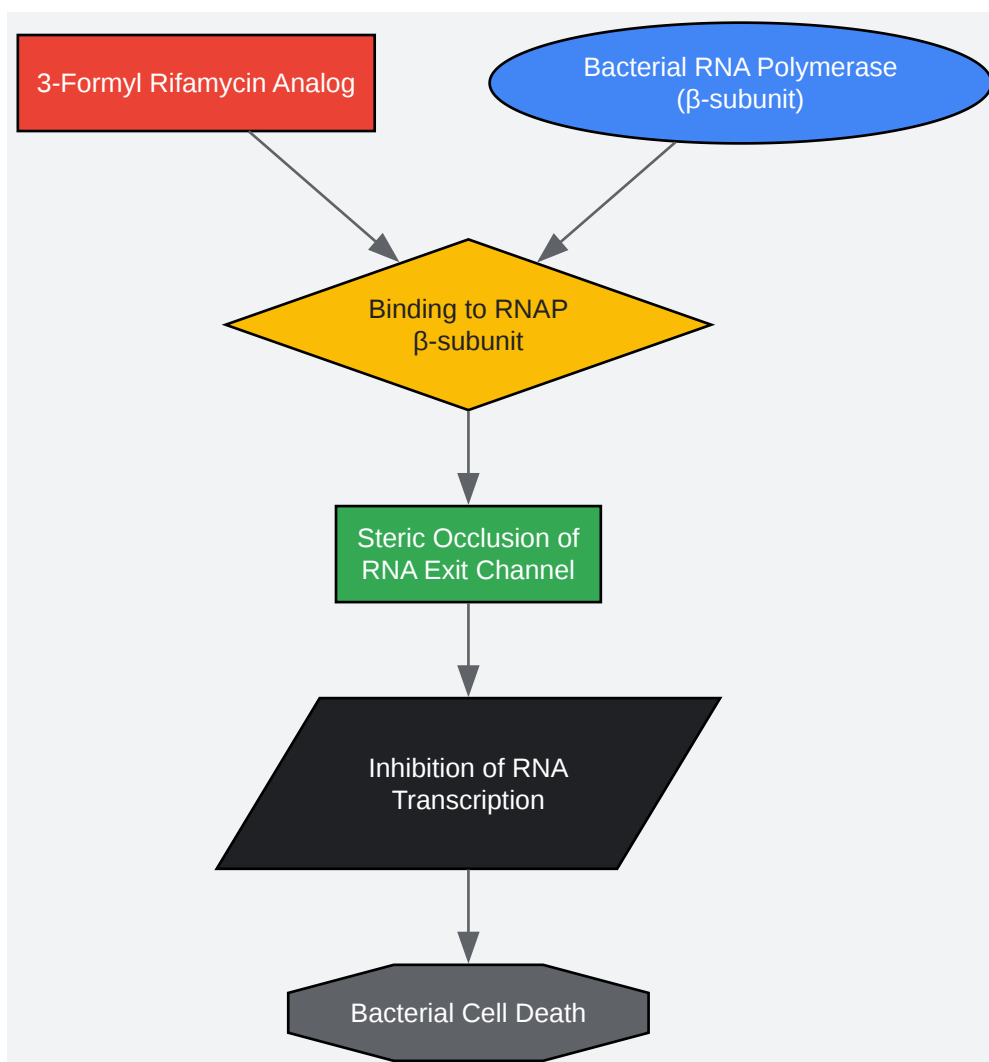 3-Formyl Rifamycin Analog
Bacterial RNA Polymerase
(β-subunit)
Binding to RNAP
β-subunit
Steric Occlusion of
RNA Exit Channel
Inhibition of RNA
Transcription
Bacterial Cell Death